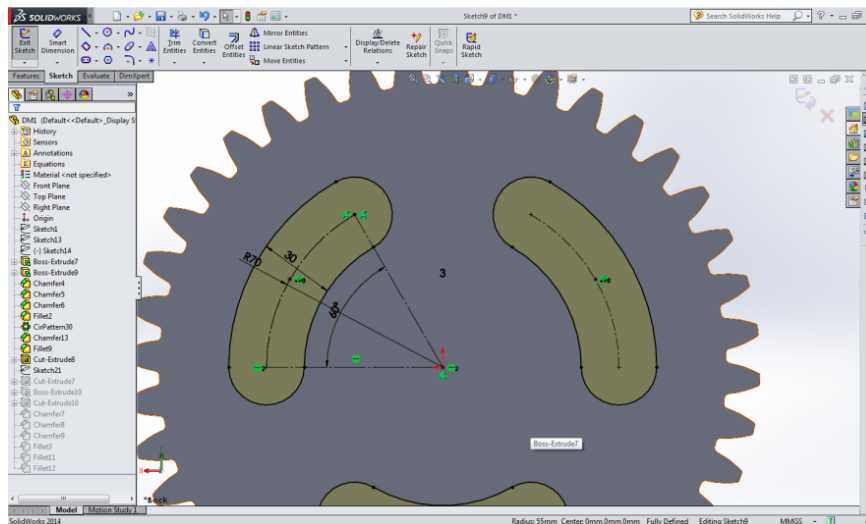 SOLIDWORKS
Sketch9 of DM1 *
Search SolidWorks Help
Exit Sketch
Smart Dimension
Trim Entities
Convert Entities
Offset Entities
Mirror Entities
Linear Sketch Pattern
Move Entities
Display/Delete Relations
Repair Sketch
Quick Snaps
Rapid Sketch
Features
Sketch
Evaluate
DimXpert
DM1 (Default<<Default>_Display S
History
Sensors
Annotations
Equations
Material <not specified>
Front Plane
Top Plane
Right Plane
Origin
Sketch1
Sketch13
(-) Sketch14
Boss-Extrude7
Boss-Extrude9
Chamfer4
Chamfer5
Chamfer6
Fillet2
CirPattern30
Chamfer13
Fillet9
Cut-Extrude8
Sketch21
Cut-Extrude7
Boss-Extrude10
Cut-Extrude10
Chamfer7
Chamfer8
Chamfer9
Fillet3
Fillet11
Fillet12
R70
30
60°
3
Boss-Extrude7
*Back
Model
Motion Study 1
SolidWorks 2014
Radius: 55mm Center: 0mm,0mm,0mm
Fully Defined
Editing Sketch9
MMGS